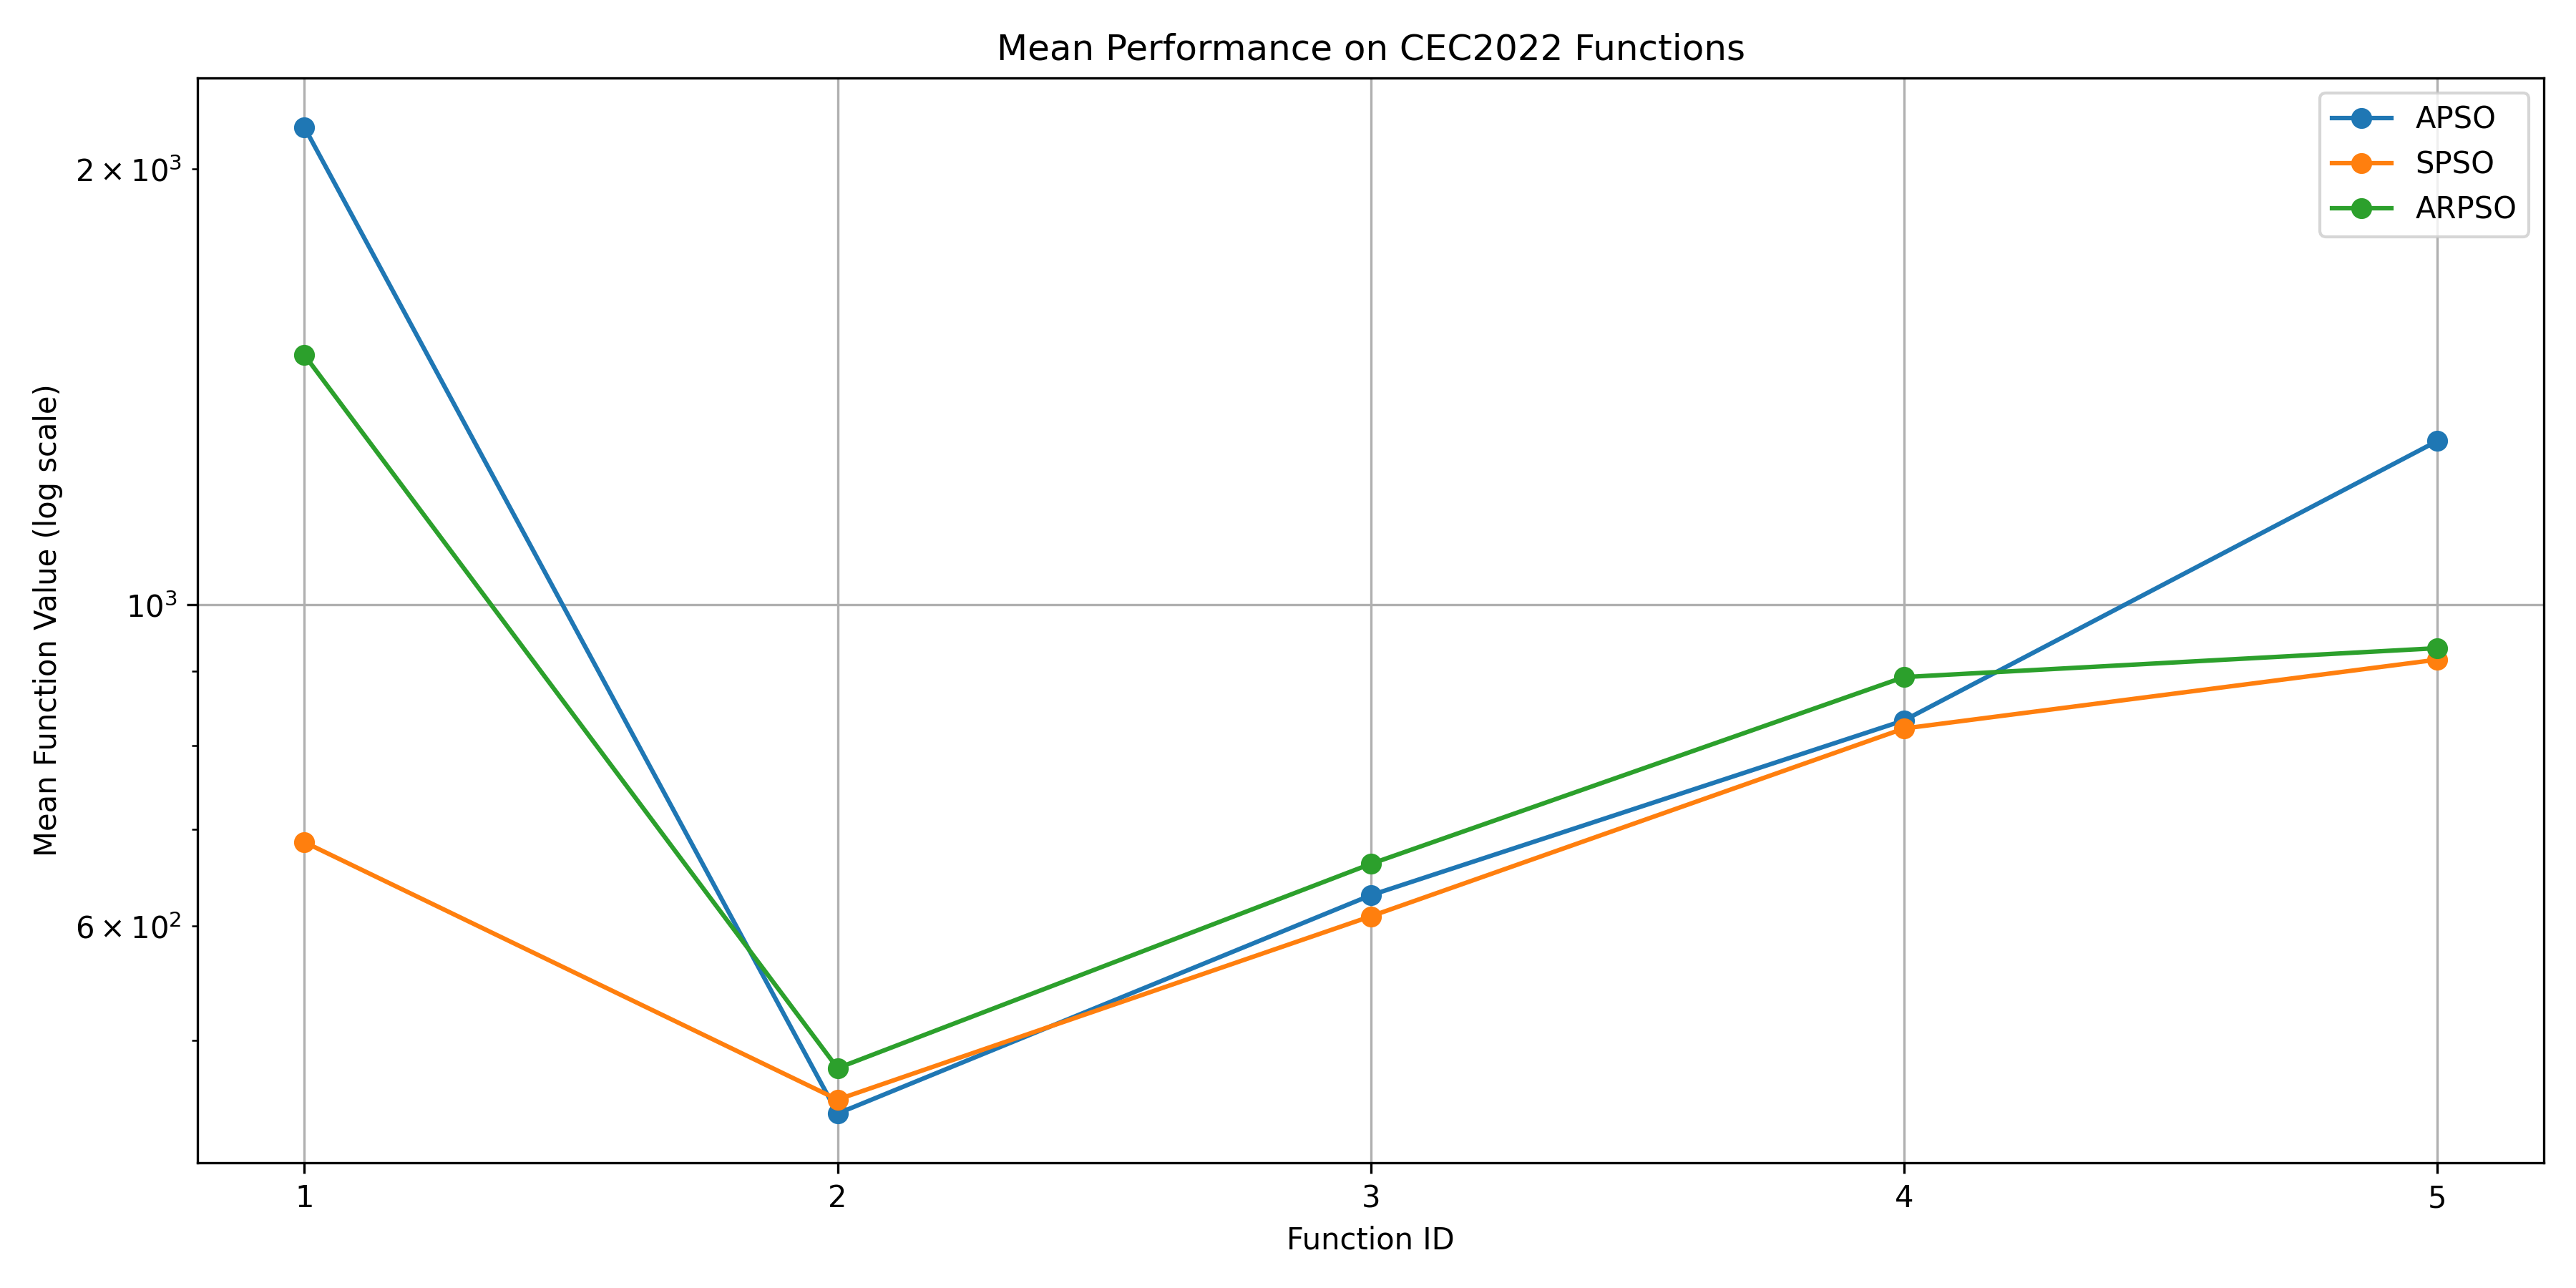 Mean Performance on CEC2022 Functions
Mean Function Value (log scale)
2 × 10³
10³
6 × 10²
APSO
SPSO
ARPSO
1 2 3 4 5
Function ID